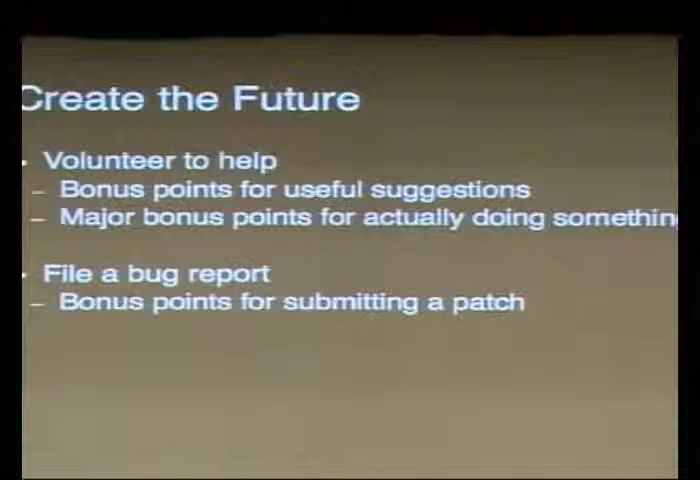 Create the Future
• Volunteer to help
– Bonus points for useful suggestions
– Major bonus points for actually doing somethin
• File a bug report
– Bonus points for submitting a patch